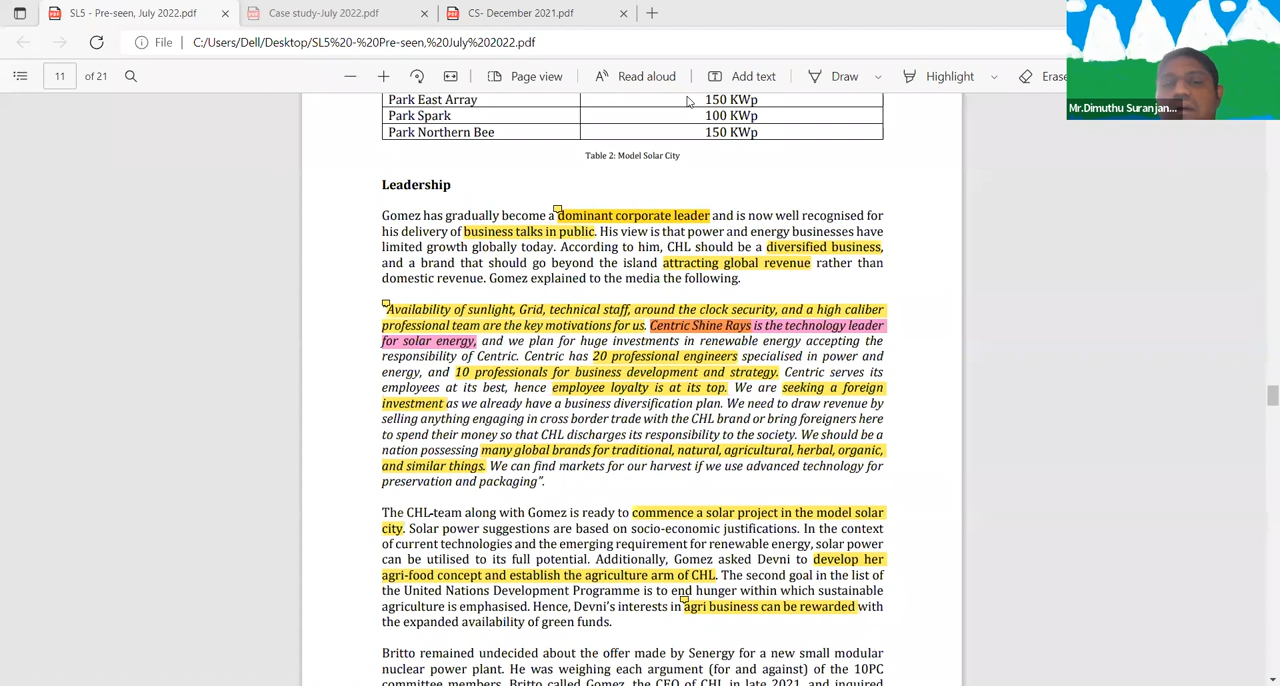 SL5 - Pre-seen, July 2022.pdf
Case study-July 2022.pdf
CS- December 2021.pdf
File
C:/Users/Dell/Desktop/SL5%20-%20Pre-seen,%20July%202022.pdf
11
of 21
Page view
Read aloud
Add text
Draw
Highlight
Erase
Mr.Dimuthu Suranjan...
Park East Array 150 KWp
Park Spark 100 KWp
Park Northern Bee 150 KWp
Table 2: Model Solar City
Leadership
Gomez has gradually become a dominant corporate leader and is now well recognised for
his delivery of business talks in public. His view is that power and energy businesses have
limited growth globally today. According to him, CHL should be a diversified business,
and a brand that should go beyond the island attracting global revenue rather than
domestic revenue. Gomez explained to the media the following.
"Availability of sunlight, Grid, technical staff, around the clock security, and a high caliber
professional team are the key motivations for us. Centric Shine Rays is the technology leader
for solar energy, and we plan for huge investments in renewable energy accepting the
responsibility of Centric. Centric has 20 professional engineers specialised in power and
energy, and 10 professionals for business development and strategy. Centric serves its
employees at its best, hence employee loyalty is at its top. We are seeking a foreign
investment as we already have a business diversification plan. We need to draw revenue by
selling anything engaging in cross border trade with the CHL brand or bring foreigners here
to spend their money so that CHL discharges its responsibility to the society. We should be a
nation possessing many global brands for traditional, natural, agricultural, herbal, organic,
and similar things. We can find markets for our harvest if we use advanced technology for
preservation and packaging".
The CHL-team along with Gomez is ready to commence a solar project in the model solar
city. Solar power suggestions are based on socio-economic justifications. In the context
of current technologies and the emerging requirement for renewable energy, solar power
can be utilised to its full potential. Additionally, Gomez asked Devni to develop her
agri-food concept and establish the agriculture arm of CHL. The second goal in the list of
the United Nations Development Programme is to end hunger within which sustainable
agriculture is emphasised. Hence, Devni's interests in agri business can be rewarded with
the expanded availability of green funds.
Britto remained undecided about the offer made by Senergy for a new small modular
nuclear power plant. He was weighing each argument (for and against) of the 10PC
committee members. Britto called Gomez, the CEO of CHL in late 2021, and inquired